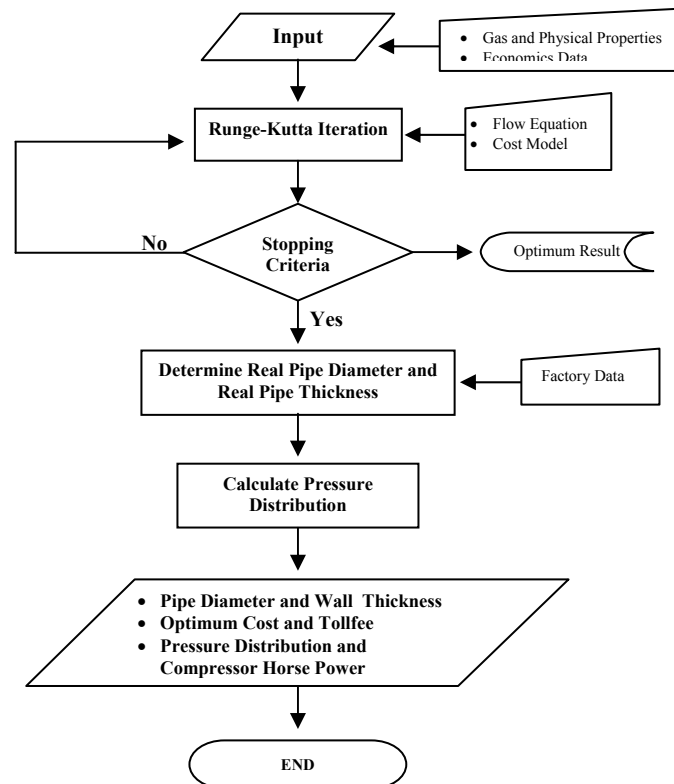 Input
• Gas and Physical Properties
• Economics Data
Runge-Kutta Iteration
• Flow Equation
• Cost Model
No
Stopping
Criteria
Optimum Result
Yes
Determine Real Pipe Diameter and
Real Pipe Thickness
Factory Data
Calculate Pressure
Distribution
• Pipe Diameter and Wall Thickness
• Optimum Cost and Tollfee
• Pressure Distribution and
Compressor Horse Power
END